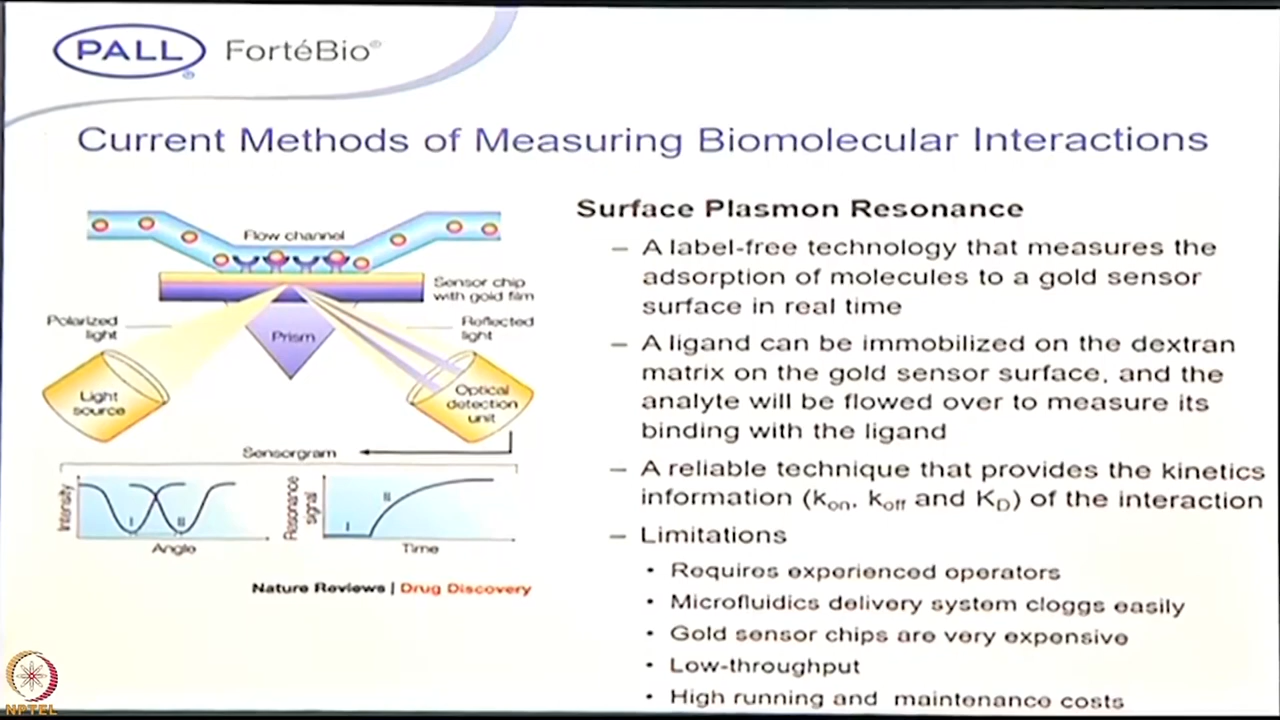 PALL FortéBio®
®
Current Methods of Measuring Biomolecular Interactions
Flow channel
Sensor chip
with gold film
Polarized
light
Reflected
light
Prism
Light
source
Optical
detection
unit
Sensorgram
Intensity
I
II
Angle
Resonance
signal
I
II
Time
Nature Reviews | Drug Discovery
Surface Plasmon Resonance
– A label-free technology that measures the
adsorption of molecules to a gold sensor
surface in real time
– A ligand can be immobilized on the dextran
matrix on the gold sensor surface, and the
analyte will be flowed over to measure its
binding with the ligand
– A reliable technique that provides the kinetics
information (kon, koff and KD) of the interaction
– Limitations
• Requires experienced operators
• Microfluidics delivery system cloggs easily
• Gold sensor chips are very expensive
• Low-throughput
• High running and maintenance costs
NPTEL